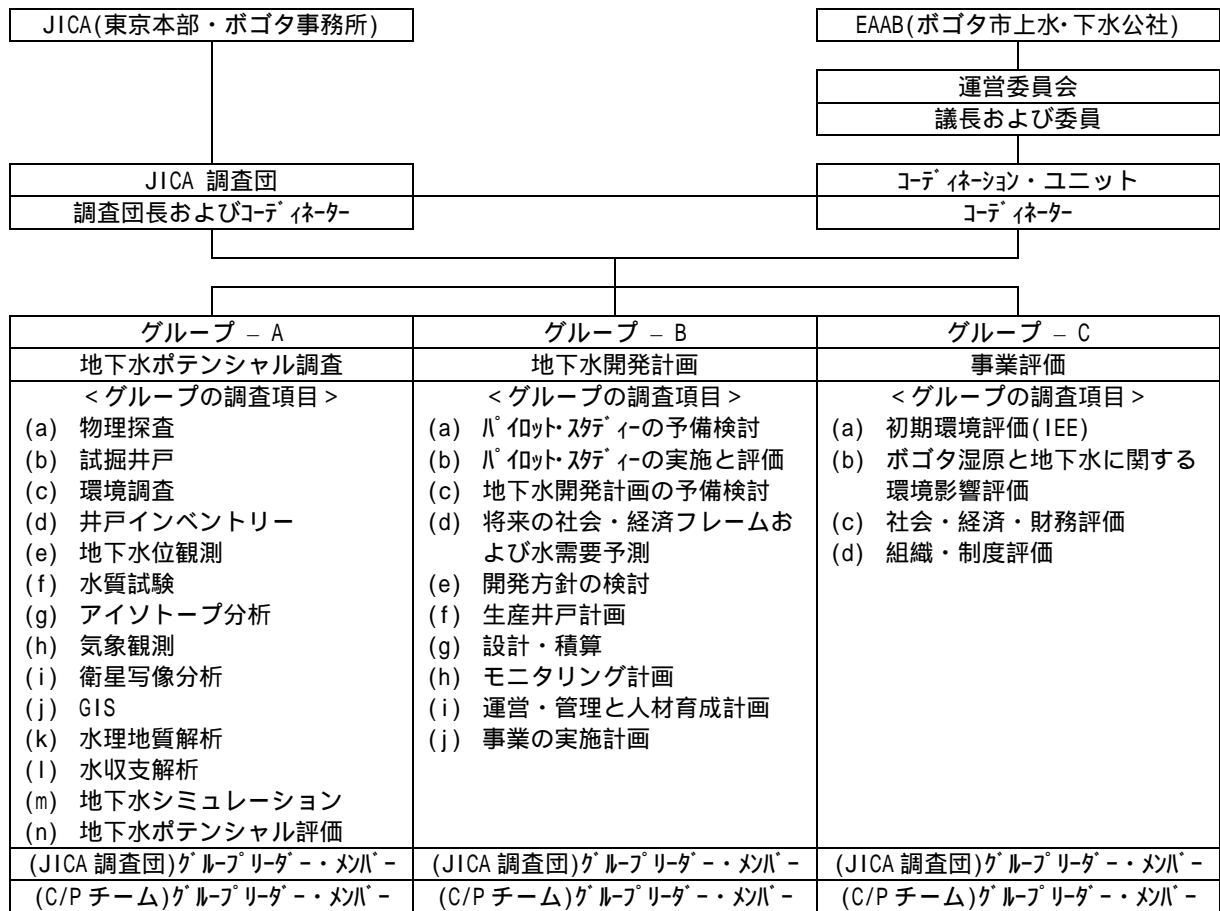 JICA(東京本部・ボゴタ事務所)
EAAB(ボゴタ市上水・下水公社)
運営委員会
議長および委員
JICA 調査団
調査団長およびｺｰﾃﾞｨﾈｰﾀｰ
ｺｰﾃﾞｨﾈｰｼｮﾝ・ユニット
ｺｰﾃﾞｨﾈｰﾀｰ
グループ – A
地下水ポテンシャル調査
<グループの調査項目>
(a) 物理探査
(b) 試掘井戸
(c) 環境調査
(d) 井戸インベントリー
(e) 地下水位観測
(f) 水質試験
(g) アイソトープ分析
(h) 気象観測
(i) 衛星写像分析
(j) GIS
(k) 水理地質解析
(l) 水収支解析
(m) 地下水シミュレーション
(n) 地下水ポテンシャル評価
(JICA 調査団)ｸﾞﾙｰﾌﾟﾘｰﾀﾞｰ・ﾒﾝﾊﾞｰ
(C/P チーム)ｸﾞﾙｰﾌﾟﾘｰﾀﾞｰ・ﾒﾝﾊﾞｰ
グループ – B
地下水開発計画
<グループの調査項目>
(a) ﾊﾟｲﾛｯﾄ･ｽﾀﾃﾞｨｰの予備検討
(b) ﾊﾟｲﾛｯﾄ･ｽﾀﾃﾞｨｰの実施と評価
(c) 地下水開発計画の予備検討
(d) 将来の社会・経済フレームお
よび水需要予測
(e) 開発方針の検討
(f) 生産井戸計画
(g) 設計・積算
(h) モニタリング計画
(i) 運営・管理と人材育成計画
(j) 事業の実施計画
(JICA 調査団)ｸﾞﾙｰﾌﾟﾘｰﾀﾞｰ・ﾒﾝﾊﾞｰ
(C/P チーム)ｸﾞﾙｰﾌﾟﾘｰﾀﾞｰ・ﾒﾝﾊﾞｰ
グループ – C
事業評価
<グループの調査項目>
(a) 初期環境評価(IEE)
(b) ボゴタ湿原と地下水に関する
環境影響評価
(c) 社会・経済・財務評価
(d) 組織・制度評価
(JICA 調査団)ｸﾞﾙｰﾌﾟﾘｰﾀﾞｰ・ﾒﾝﾊﾞｰ
(C/P チーム)ｸﾞﾙｰﾌﾟﾘｰﾀﾞｰ・ﾒﾝﾊﾞｰ